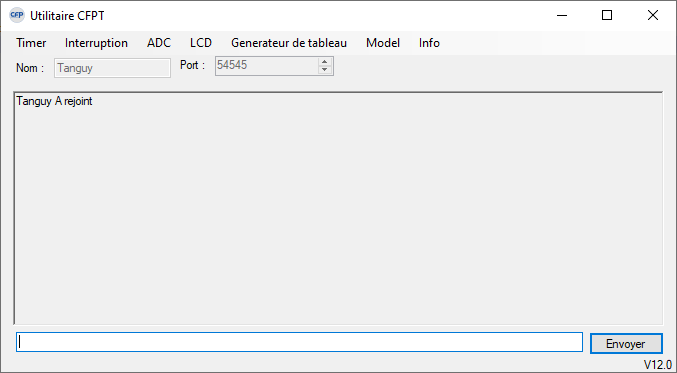 CFP Utilitaire CFPT
Timer Interruption ADC LCD Generateur de tableau Model Info
Nom : Tanguy Port : 54545
Tanguy A rejoint
Envoyer
V12.0